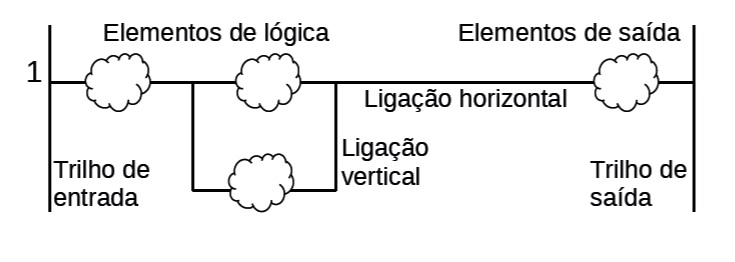 Elementos de lógica
Elementos de saída
1
Ligação horizontal
Ligação
vertical
Trilho de
entrada
Trilho de
saída